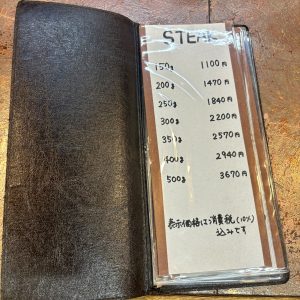 STEAK
150g 1100円
200g 1470円
250g 1840円
300g 2200円
350g 2570円
400g 2940円
500g 3670円
表示価格は消費税(10%)
込みです